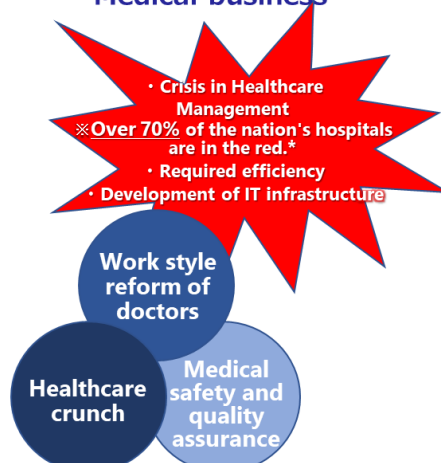 Medical business
・Crisis in Healthcare
Management
※Over 70% of the nation's hospitals
are in the red.*
・Required efficiency
・Development of IT infrastructure
Work style
reform of
doctors
Healthcare
crunch
Medical
safety and
quality
assurance